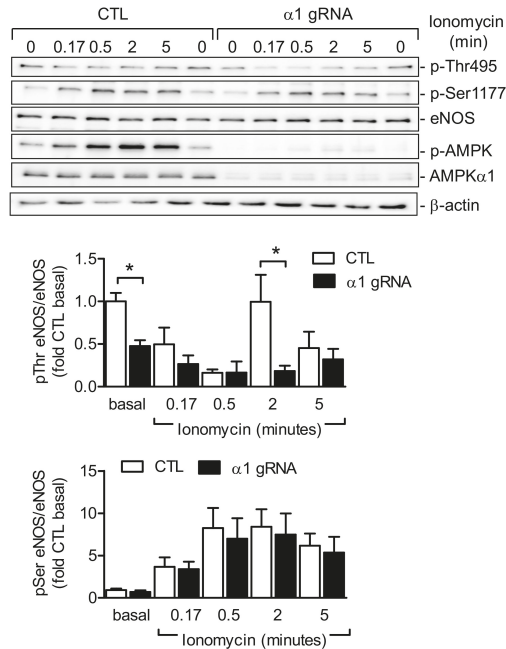 CTL α1 gRNA Ionomycin
0 0.17 0.5 2 5 0 0 0.17 0.5 2 5 0 (min)
- p-Thr495
- p-Ser1177
- eNOS
- p-AMPK
- AMPKα1
- β-actin
pThr eNOS/eNOS
(fold CTL basal)
1.5
1.0
0.5
0.0
* *
CTL
α1 gRNA
basal 0.17 0.5 2 5
Ionomycin (minutes)
pSer eNOS/eNOS
(fold CTL basal)
15
10
5
0
CTL α1 gRNA
basal 0.17 0.5 2 5
Ionomycin (minutes)